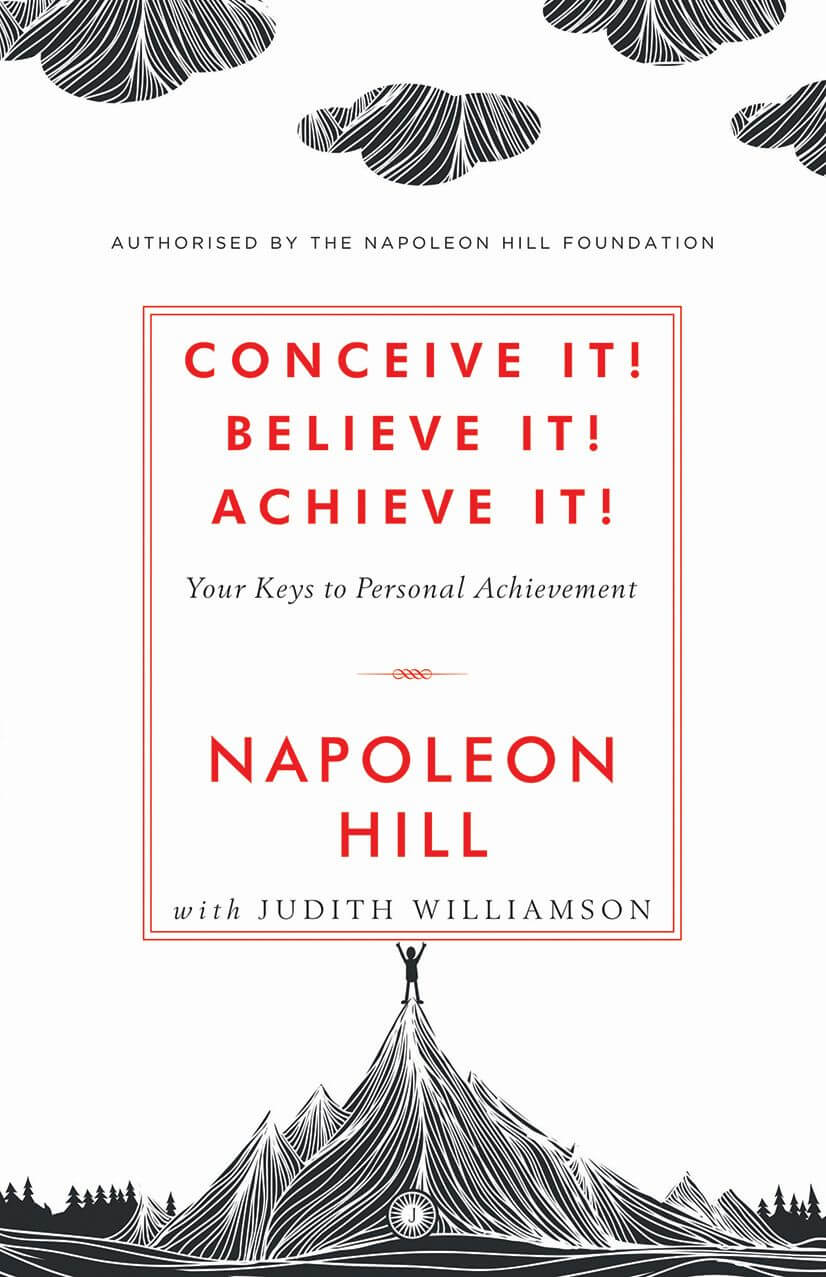 AUTHORISED BY THE NAPOLEON HILL FOUNDATION
CONCEIVE IT!
BELIEVE IT!
ACHIEVE IT!
Your Keys to Personal Achievement
NAPOLEON
HILL
with JUDITH WILLIAMSON
J